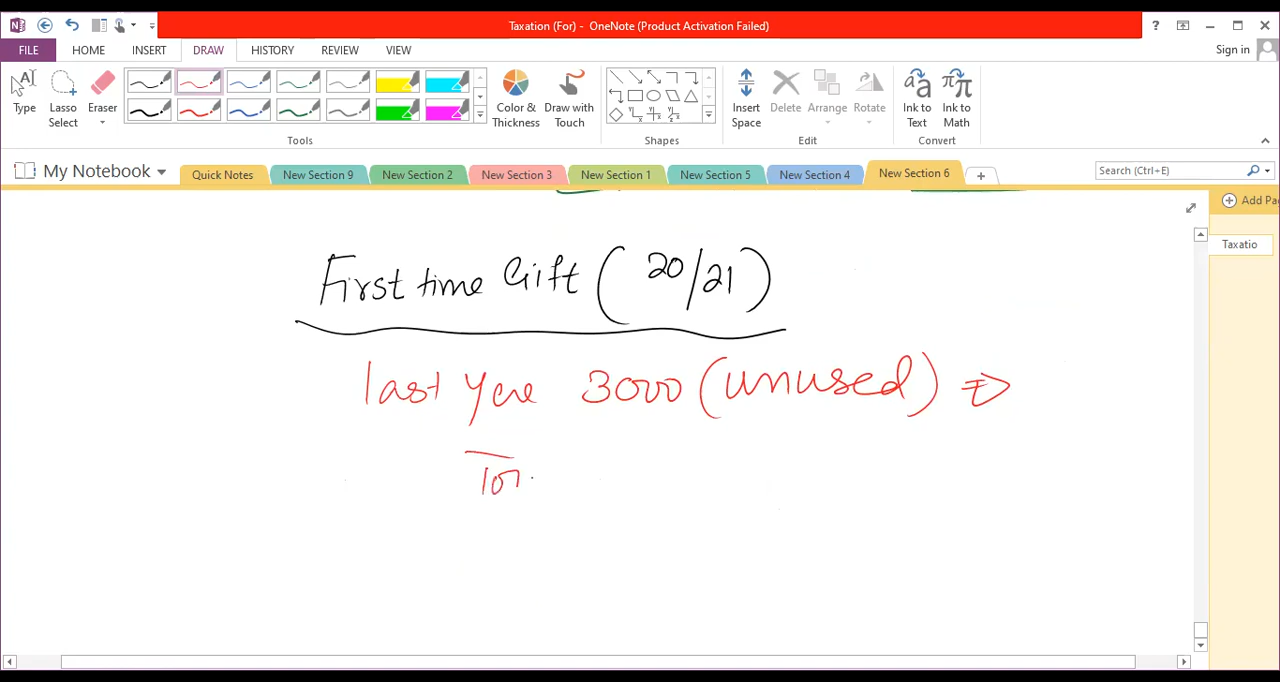 Taxation (For) - OneNote (Product Activation Failed)
FILE HOME INSERT DRAW HISTORY REVIEW VIEW
Sign in
Type
Lasso Select
Eraser
Color & Thickness
Draw with Touch
Insert Space
Delete
Arrange
Rotate
Ink to Text
Ink to Math
Tools
Shapes
Edit
Convert
My Notebook
Quick Notes
New Section 9
New Section 2
New Section 3
New Section 1
New Section 5
New Section 4
New Section 6
Search (Ctrl+E)
Add Pa
Taxatio
First time Gift (20/21)
last year 3000 (unused) ⇒